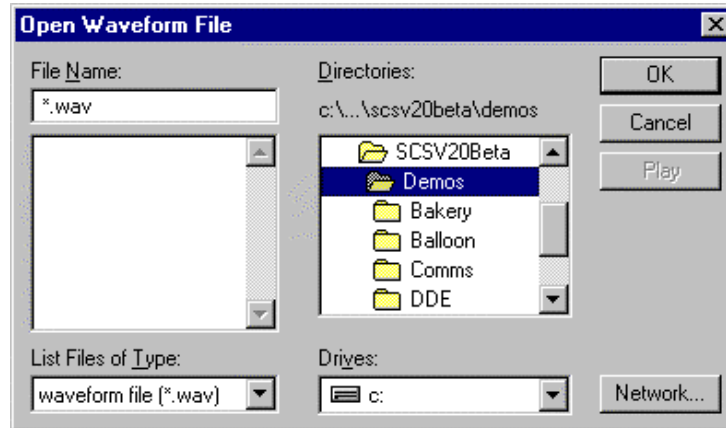 Open Waveform File
File Name:
*.wav
Directories:
c:\...\scsv20beta\demos
SCSV20Beta
Demos
Bakery
Balloon
Comms
DDE
OK
Cancel
Play
List Files of Type:
waveform file (*.wav)
Drives:
c:
Network...